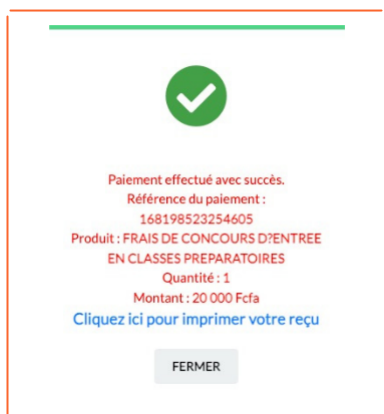 Paiement effectué avec succès.
Référence du paiement :
168198523254605
Produit : FRAIS DE CONCOURS D?ENTREE
EN CLASSES PREPARATOIRES
Quantité : 1
Montant : 20 000 Fcfa
Cliquez ici pour imprimer votre reçu
FERMER